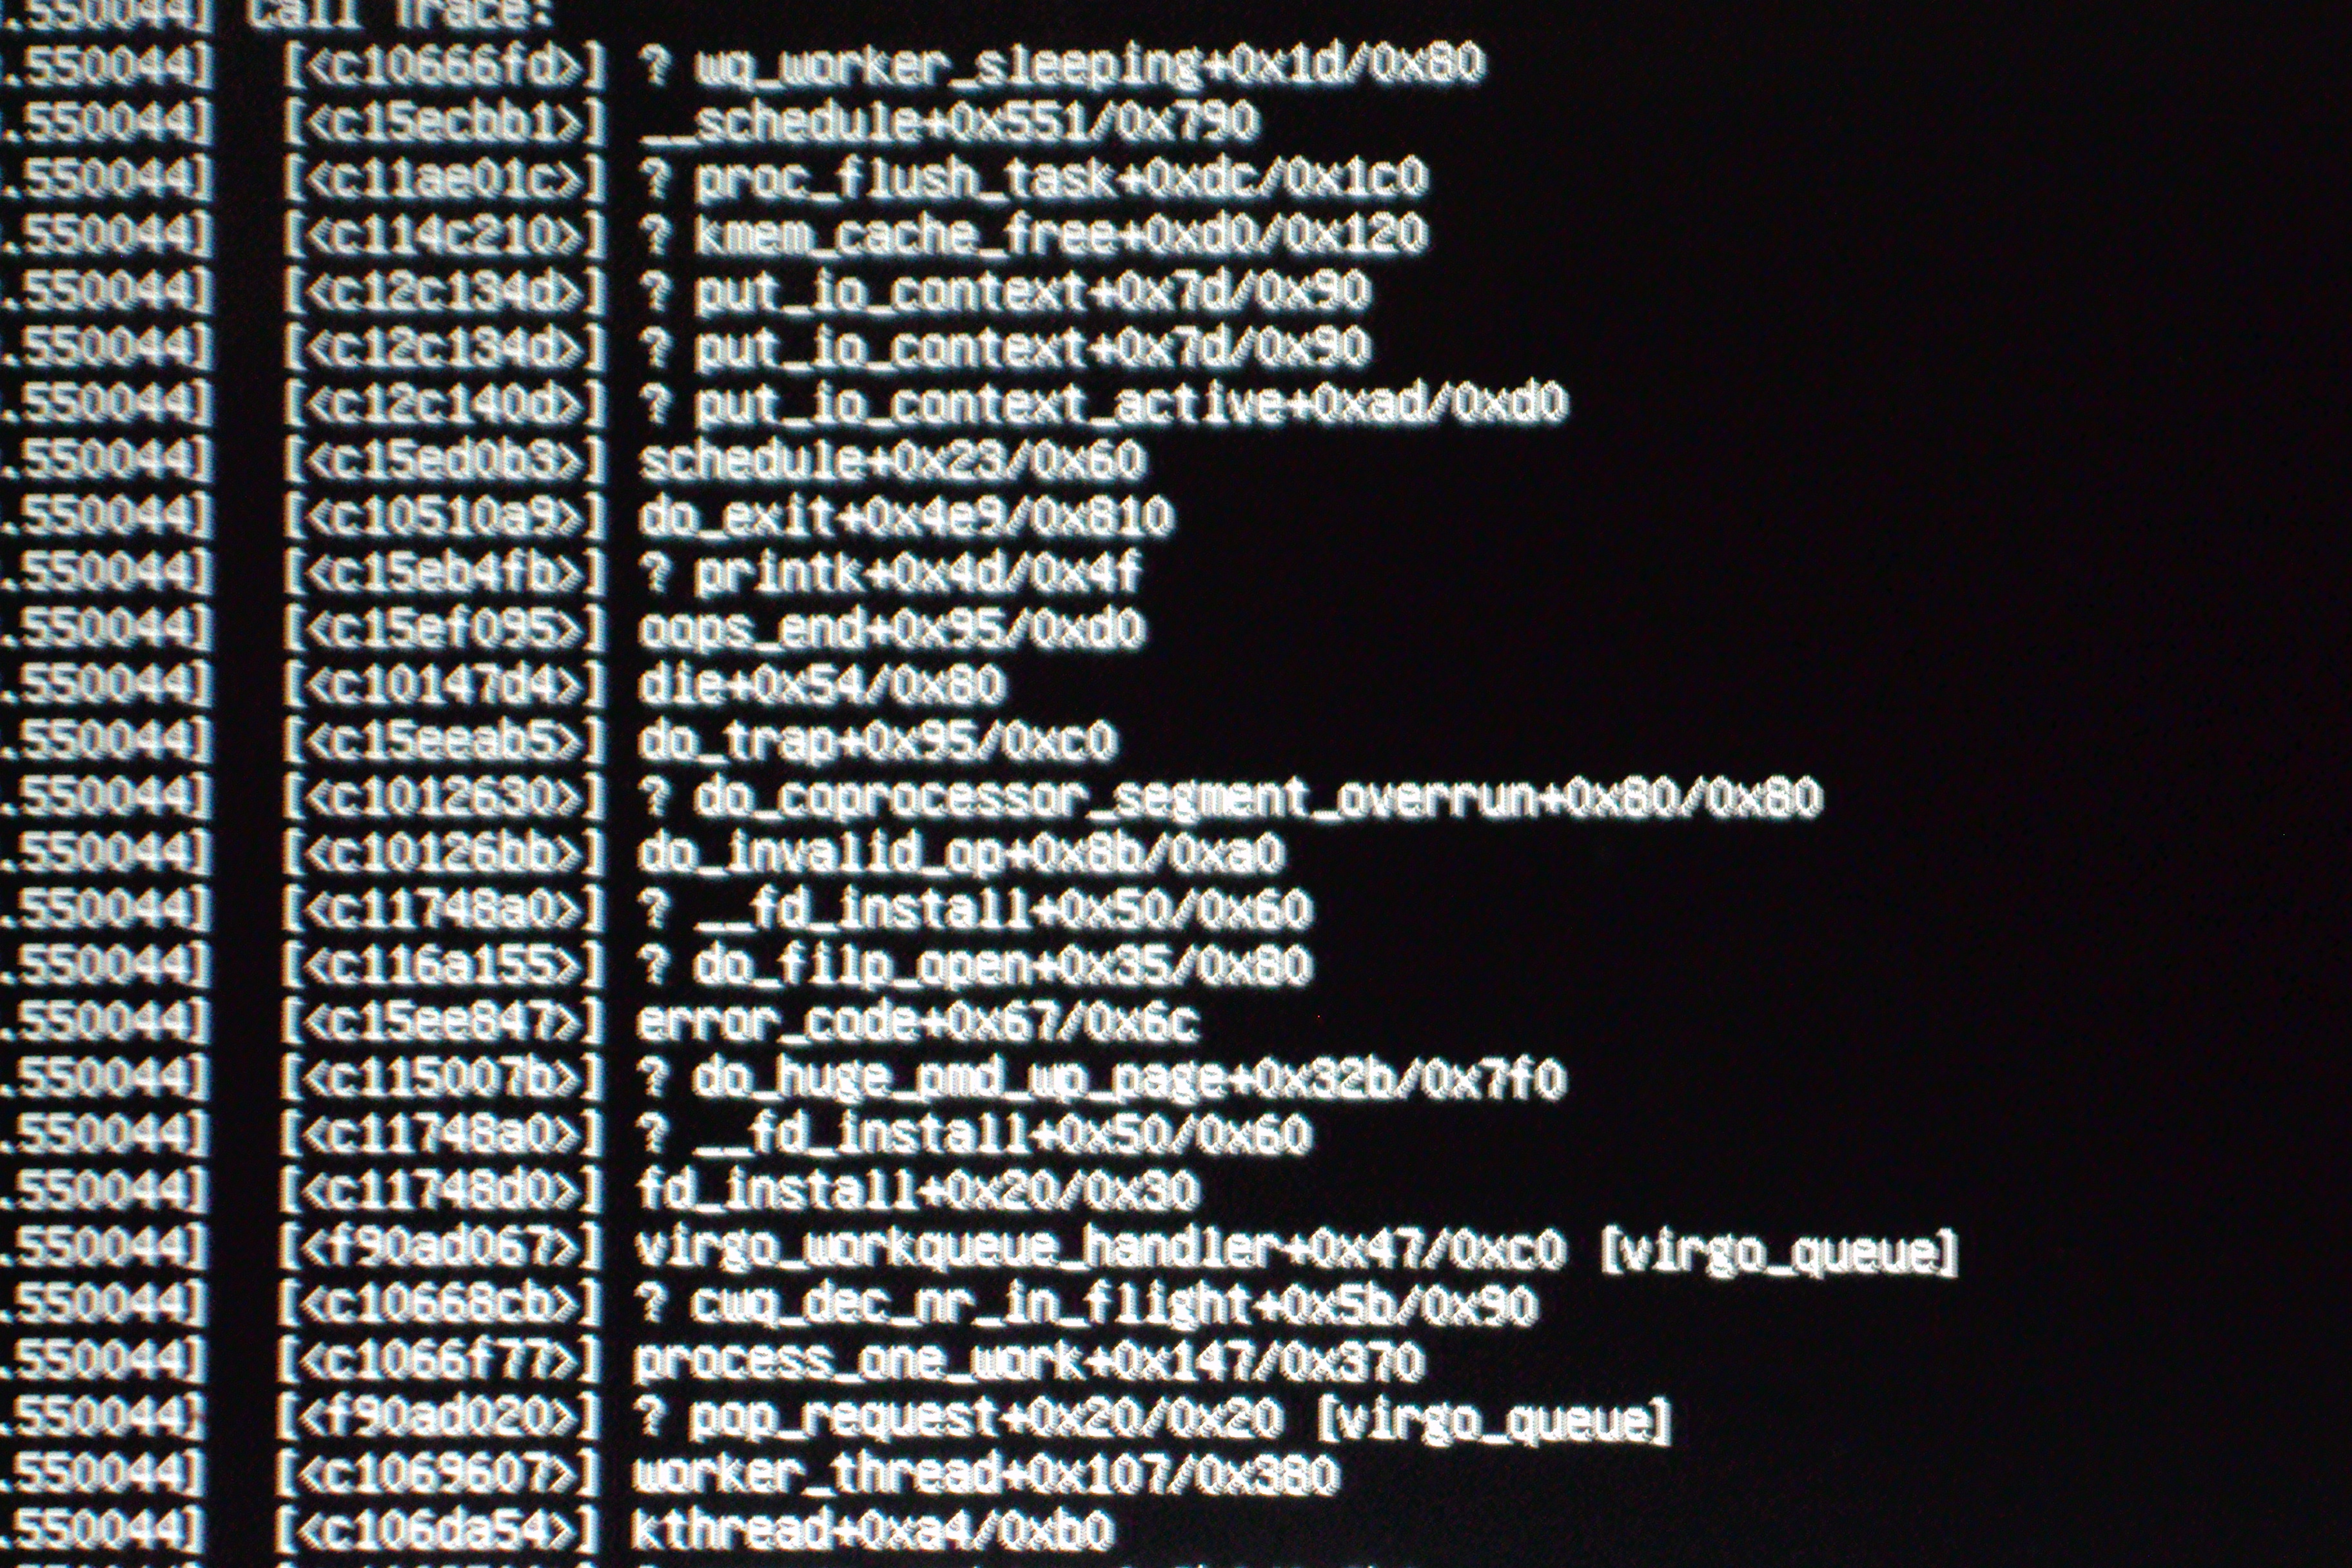 .550044] Call Trace:
.550044] [<c10666fd>] ? wq_worker_sleeping+0x1d/0x80
.550044] [<c15ecbb1>] __schedule+0x551/0x790
.550044] [<c11ae01c>] ? proc_flush_task+0xdc/0x1c0
.550044] [<c114c210>] ? kmem_cache_free+0xd0/0x120
.550044] [<c12c134d>] ? put_io_context+0x7d/0x90
.550044] [<c12c134d>] ? put_io_context+0x7d/0x90
.550044] [<c12c140d>] ? put_io_context_active+0xad/0xd0
.550044] [<c15ed0b3>] schedule+0x23/0x60
.550044] [<c10510a9>] do_exit+0x4e9/0x810
.550044] [<c15eb4fb>] ? printk+0x4d/0x4f
.550044] [<c15ef095>] oops_end+0x95/0xd0
.550044] [<c10147d4>] die+0x54/0x80
.550044] [<c15eeab5>] do_trap+0x95/0xc0
.550044] [<c1012630>] ? do_coprocessor_segment_overrun+0x80/0x80
.550044] [<c10126bb>] do_invalid_op+0x8b/0xa0
.550044] [<c11748a0>] ? __fd_install+0x50/0x60
.550044] [<c116a155>] ? do_filp_open+0x35/0x80
.550044] [<c15ee847>] error_code+0x67/0x6c
.550044] [<c115007b>] ? do_huge_pmd_wp_page+0x32b/0x7f0
.550044] [<c11748a0>] ? __fd_install+0x50/0x60
.550044] [<c11748d0>] fd_install+0x20/0x30
.550044] [<f90ad067>] virgo_workqueue_handler+0x47/0xc0 [virgo_queue]
.550044] [<c10668cb>] ? cwq_dec_nr_in_flight+0x5b/0x90
.550044] [<c1066f77>] process_one_work+0x147/0x370
.550044] [<f90ad020>] ? pop_request+0x20/0x20 [virgo_queue]
.550044] [<c1069607>] worker_thread+0x107/0x380
.550044] [<c106da54>] kthread+0xa4/0xb0